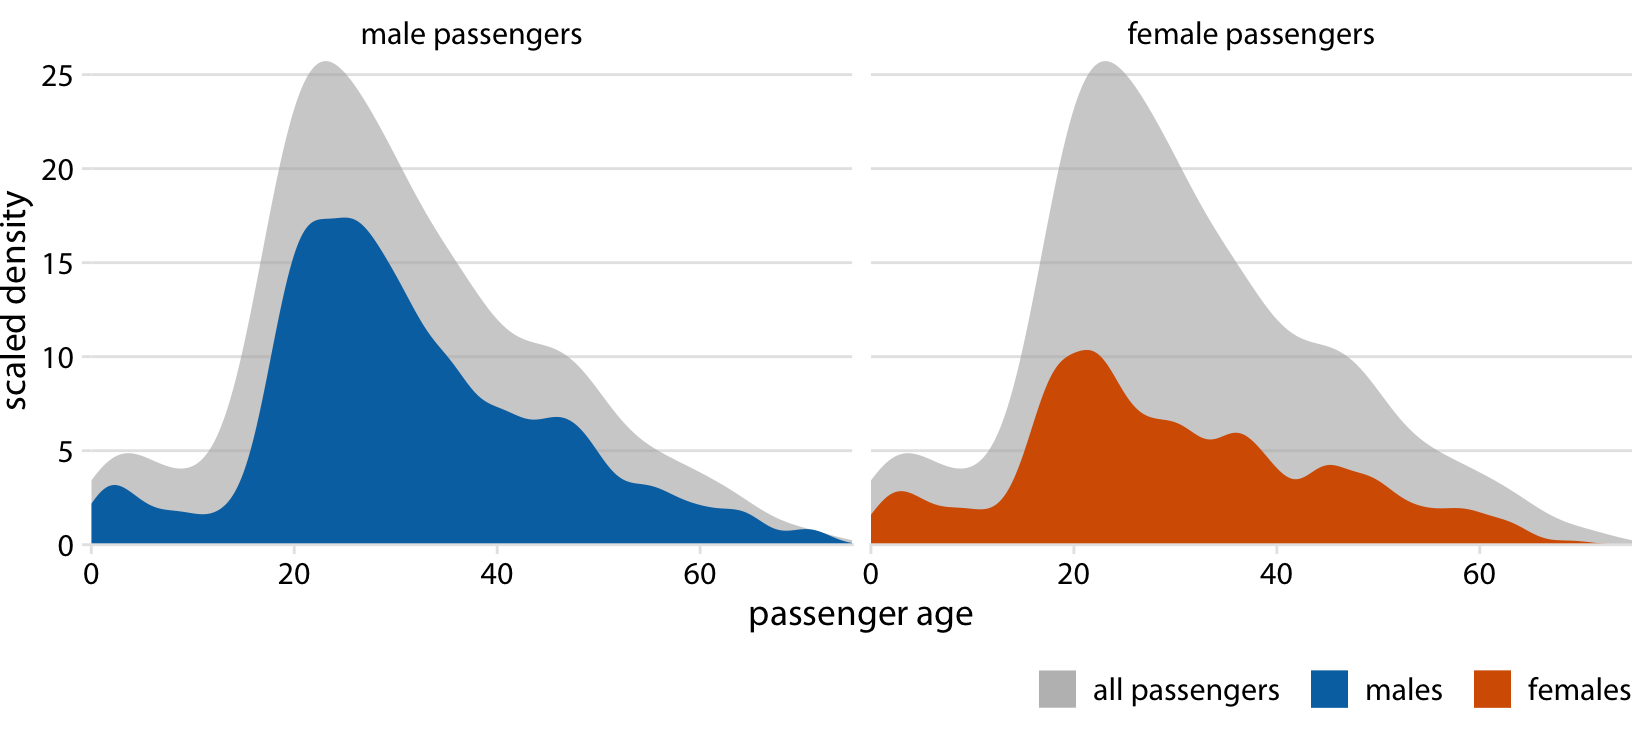 male passengers
female passengers
25
20
15
10
5
0
scaled density
0 20 40 60
0 20 40 60
passenger age
all passengers males females